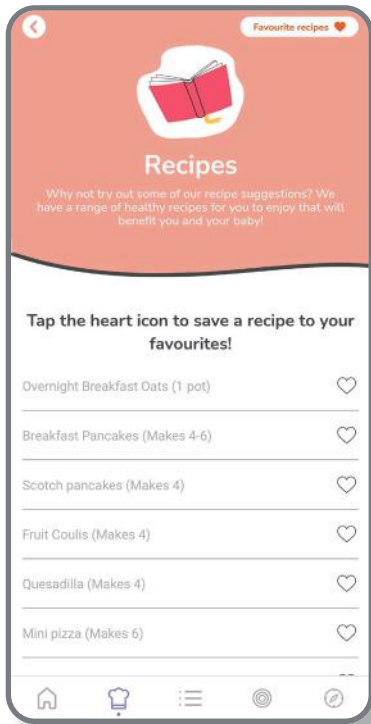 Favourite recipes
Recipes
Why not try out some of our recipe suggestions? We
have a range of healthy recipes for you to enjoy that will
benefit you and your baby!
Tap the heart icon to save a recipe to your
favourites!
Overnight Breakfast Oats (1 pot)
Breakfast Pancakes (Makes 4-6)
Scotch pancakes (Makes 4)
Fruit Coulis (Makes 4)
Quesadilla (Makes 4)
Mini pizza (Makes 6)